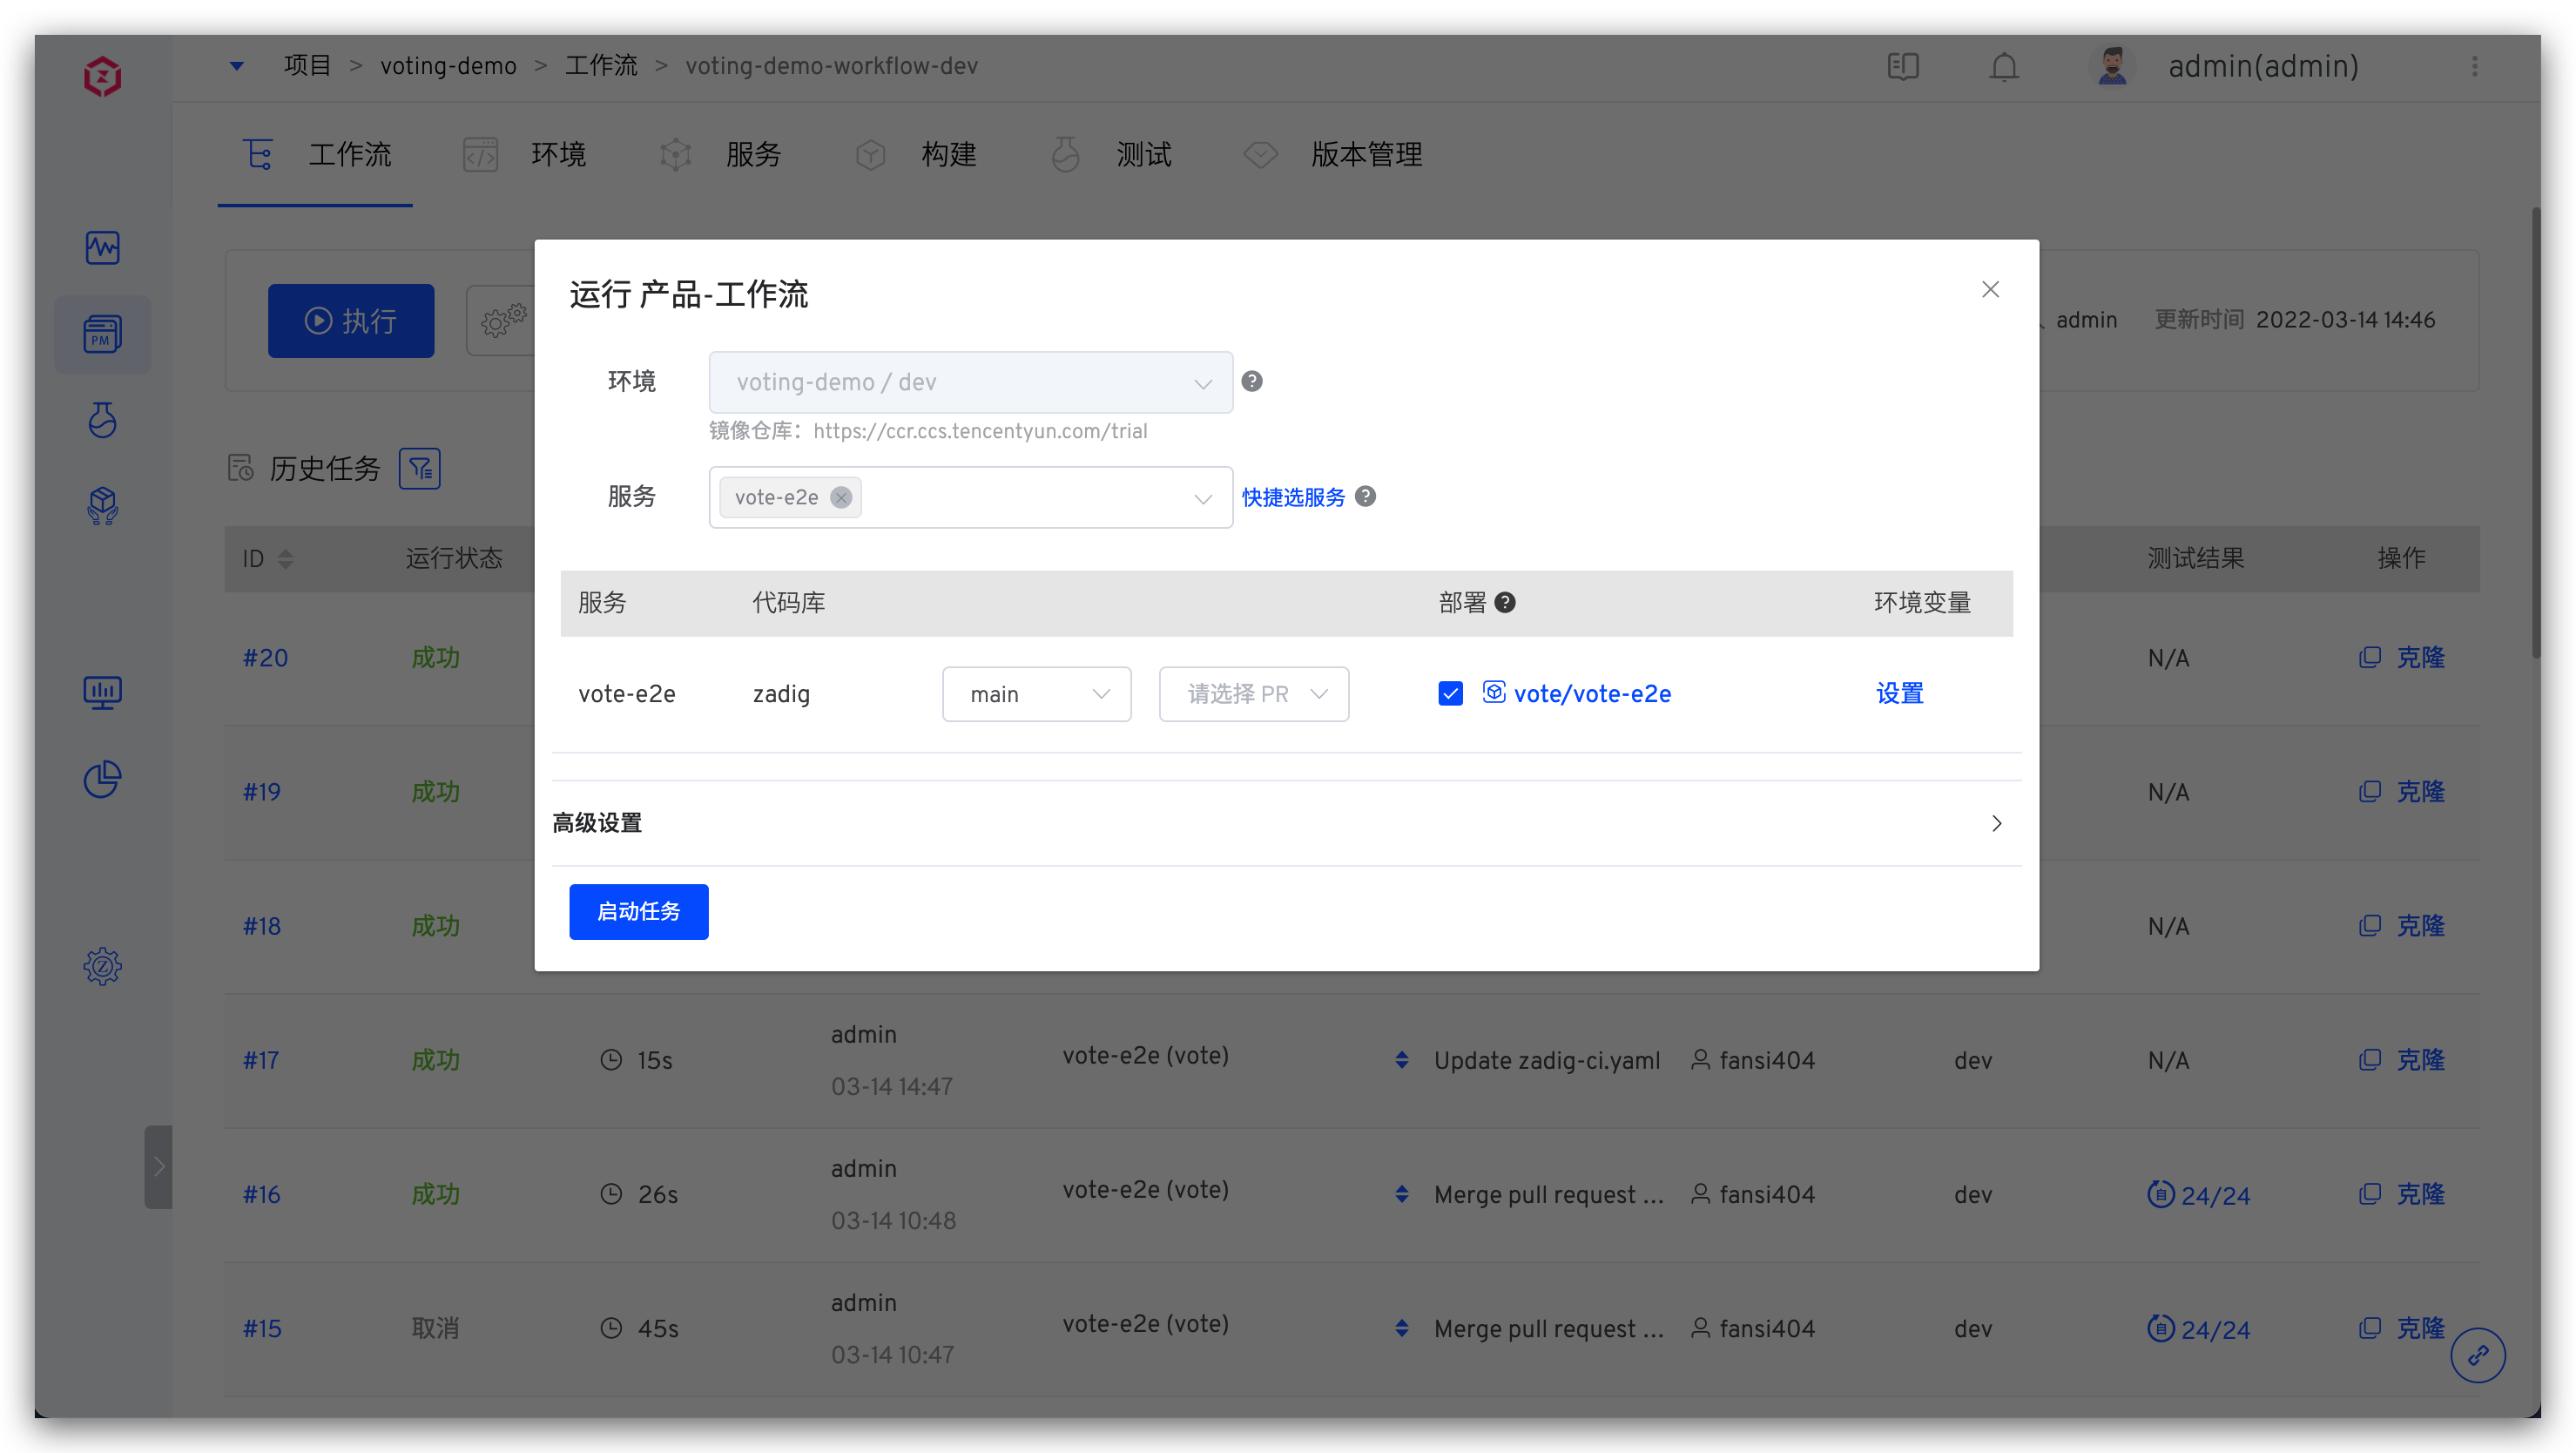 项目 > voting-demo > 工作流 > voting-demo-workflow-dev
admin(admin)
工作流 环境 服务 构建 测试 版本管理
执行
admin 更新时间 2022-03-14 14:46
PM
历史任务
ID 运行状态 测试结果 操作
#20 成功 N/A 克隆
#19 成功 N/A 克隆
#18 成功 N/A 克隆
运行 产品-工作流
环境 voting-demo / dev ?
镜像仓库：https://ccr.ccs.tencentyun.com/trial
服务 vote-e2e 快捷选服务 ?
服务 代码库 部署 ? 环境变量
vote-e2e zadig main 请选择 PR vote/vote-e2e 设置
高级设置
启动任务
#17 成功 15s admin vote-e2e (vote) Update zadig-ci.yaml fansi404 dev N/A 克隆
03-14 14:47
#16 成功 26s admin vote-e2e (vote) Merge pull request ... fansi404 dev 自 24/24 克隆
03-14 10:48
#15 取消 45s admin vote-e2e (vote) Merge pull request ... fansi404 dev 自 24/24 克隆
03-14 10:47